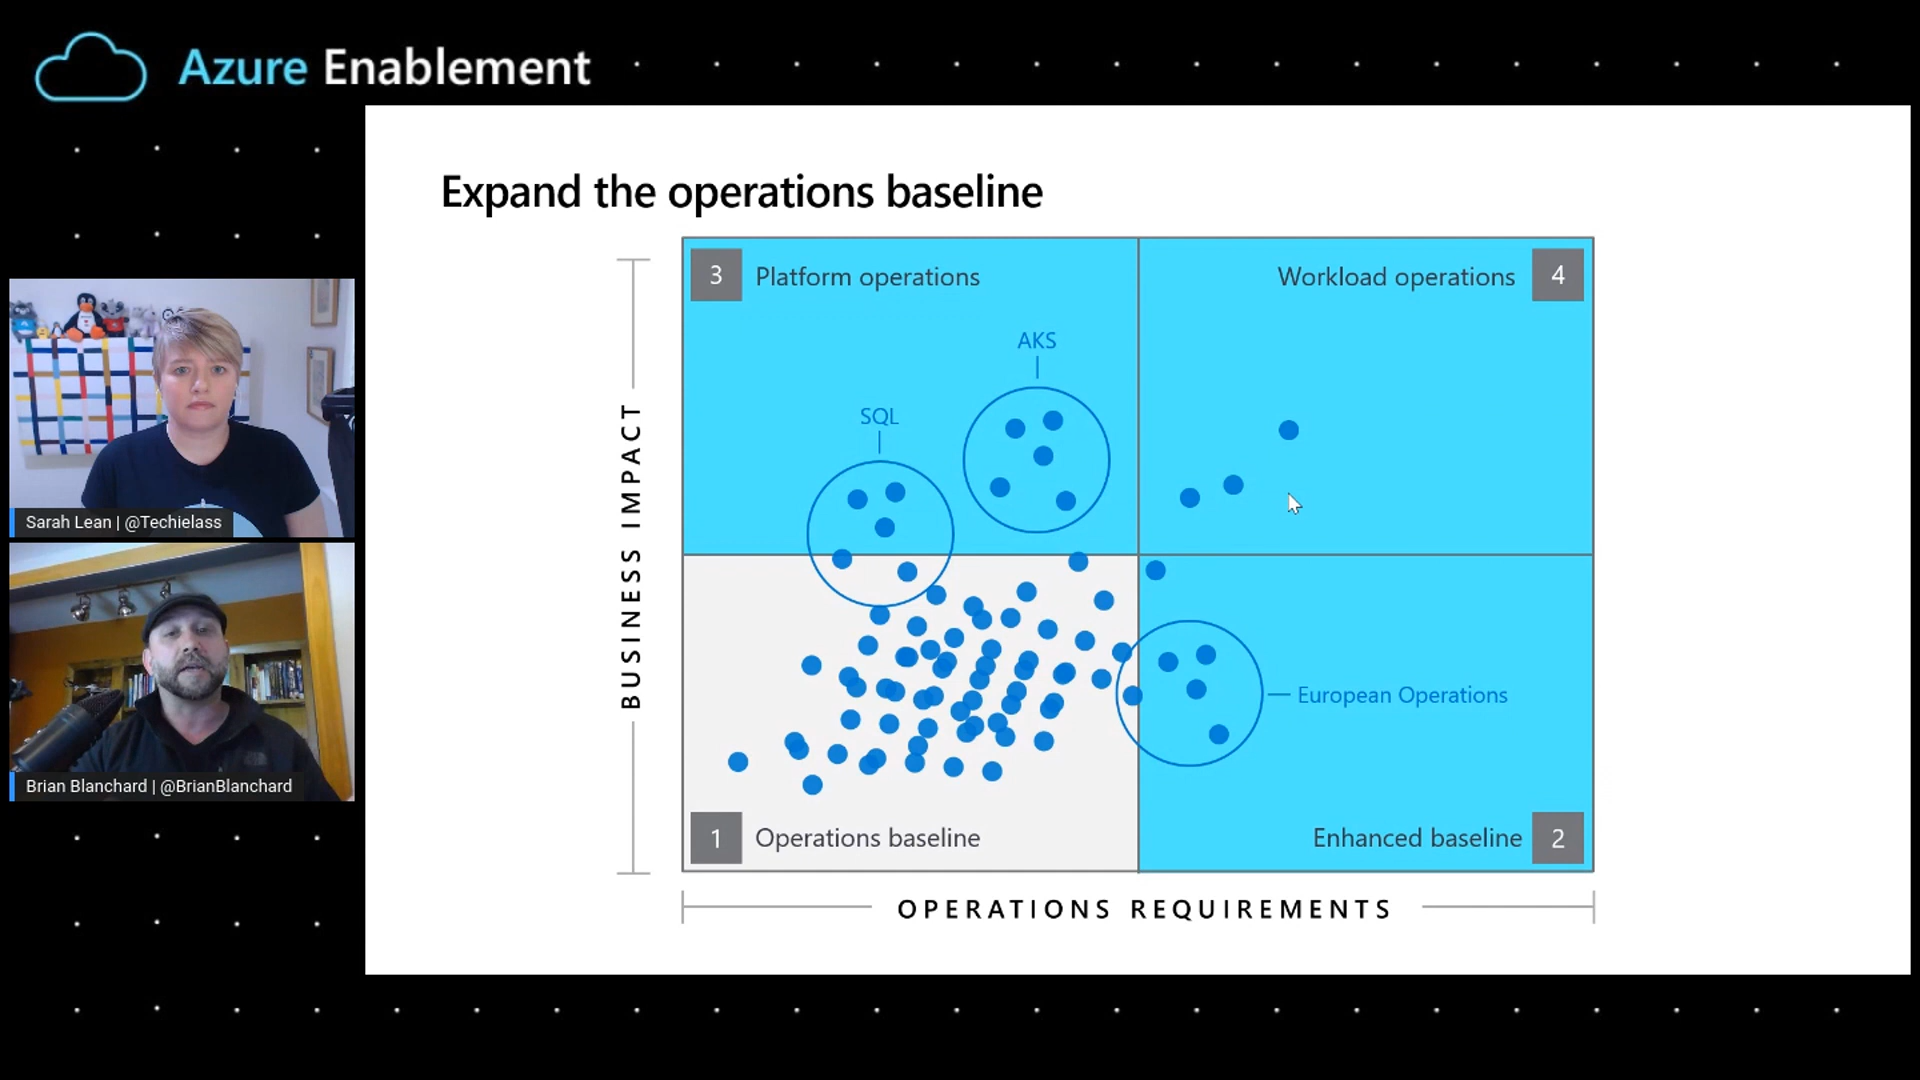 Azure Enablement
Expand the operations baseline
3 Platform operations
Workload operations 4
AKS
SQL
BUSINESS IMPACT
European Operations
1 Operations baseline
Enhanced baseline 2
OPERATIONS REQUIREMENTS
Sarah Lean | @Techielass
Brian Blanchard | @BrianBlanchard